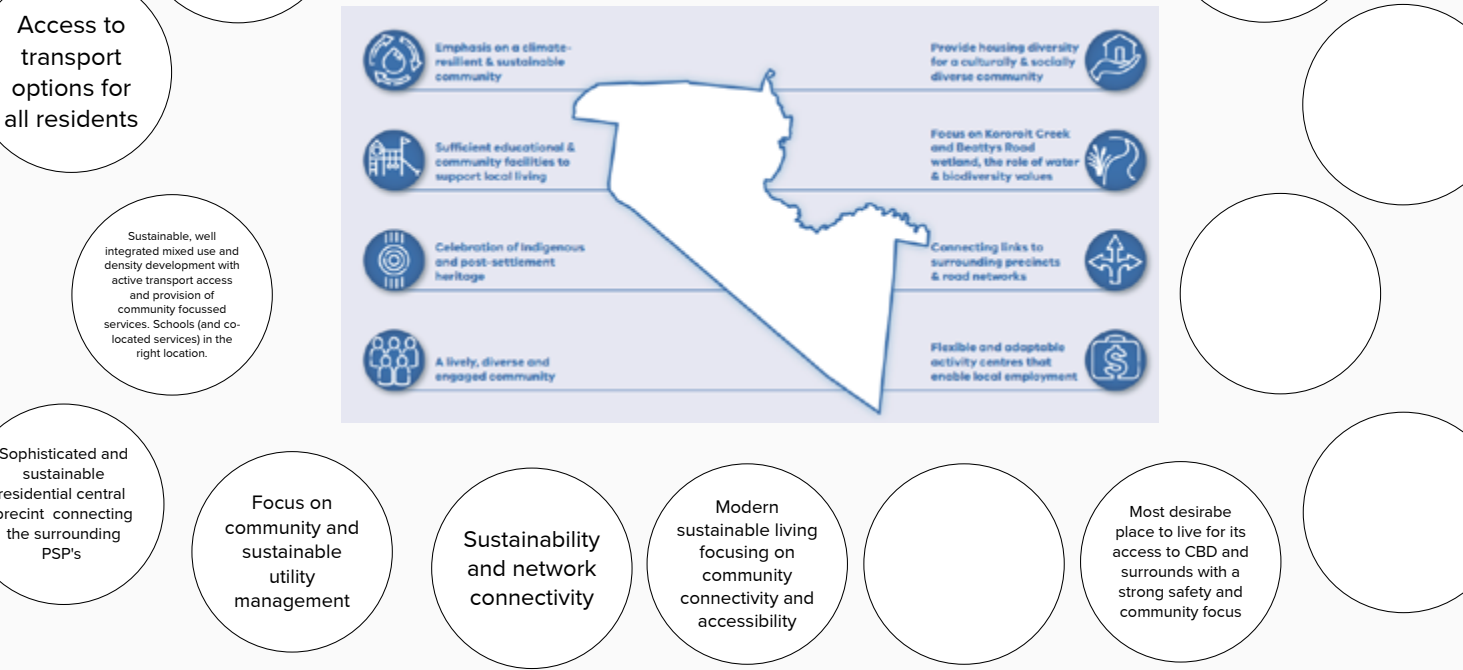 Access to
transport
options for
all residents
Emphasis on a climate-
resilient & sustainable
community
Provide housing diversity
for a culturally & socially
diverse community
Sufficient educational &
community facilities to
support local living
Focus on Kororoit Creek
and Beattys Road
wetland, the role of water
& biodiversity values
Celebration of Indigenous
and post-settlement
heritage
Connecting links to
surrounding precincts
& road networks
A lively, diverse and
engaged community
Flexible and adaptable
activity centres that
enable local employment
Sustainable, well
integrated mixed use and
density development with
active transport access
and provision of
community focussed
services. Schools (and co-
located services) in the
right location.
Sophisticated and
sustainable
residential central
precint connecting
the surrounding
PSP's
Focus on
community and
sustainable
utility
management
Sustainability
and network
connectivity
Modern
sustainable living
focusing on
community
connectivity and
accessibility
Most desirabe
place to live for its
access to CBD and
surrounds with a
strong safety and
community focus